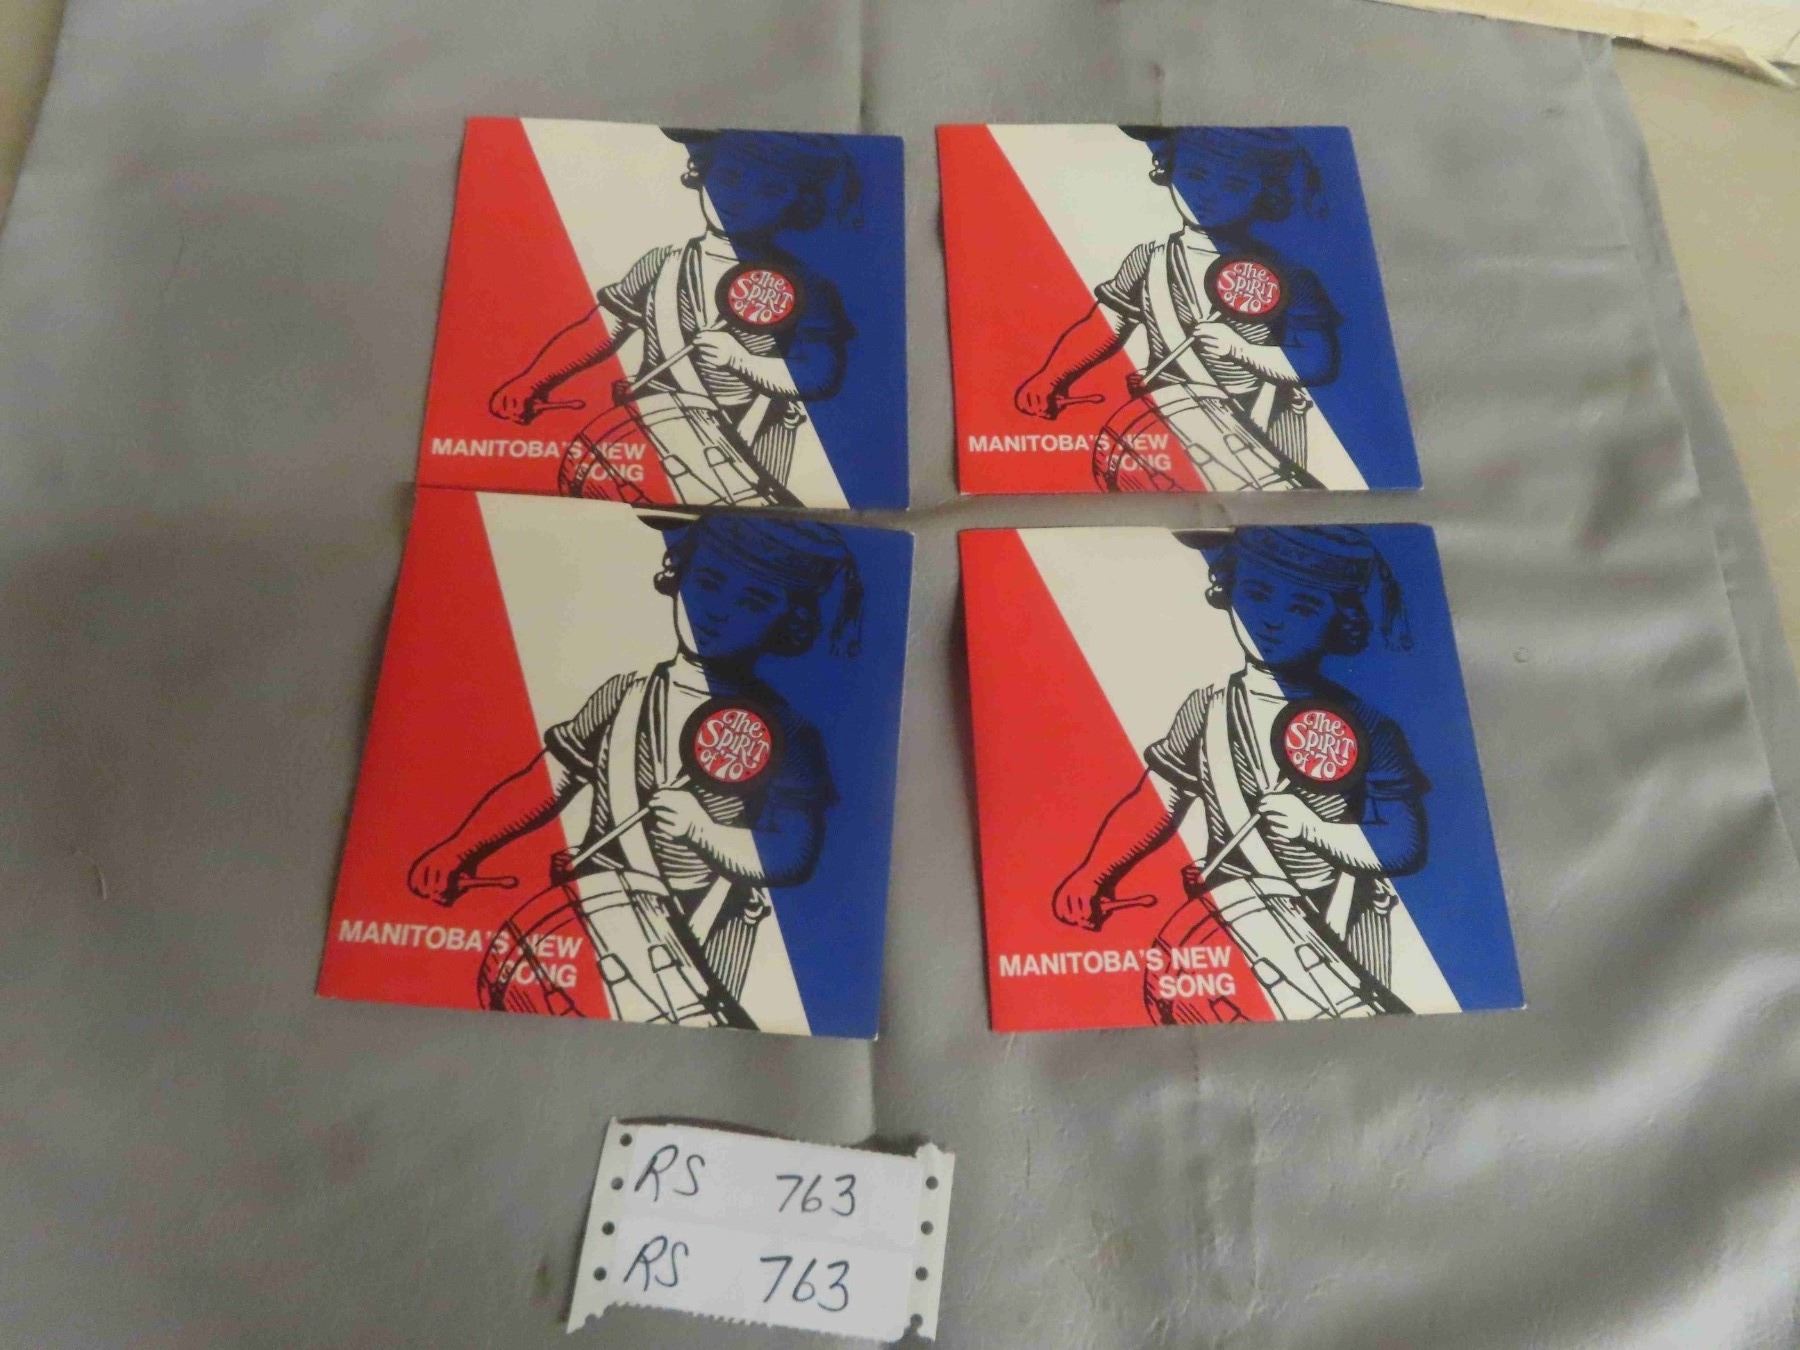 The
SPiRiT
of '70
MANITOBA'S NEW
SONG
The
SPiRiT
of '70
MANITOBA'S NEW
SONG
The
SPiRiT
of '70
MANITOBA'S NEW
SONG
The
SPiRiT
of '70
MANITOBA'S NEW
SONG
RS 763
RS 763